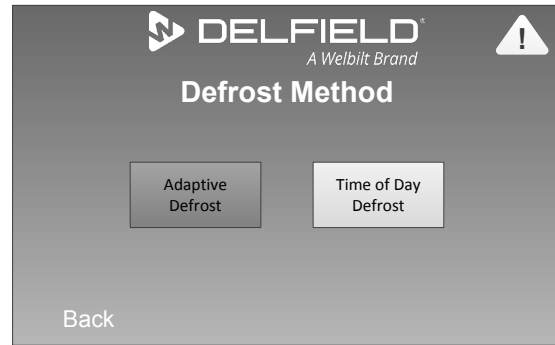 DELFIELD®
A Welbilt Brand
!
Defrost Method
Adaptive
Defrost
Time of Day
Defrost
Back